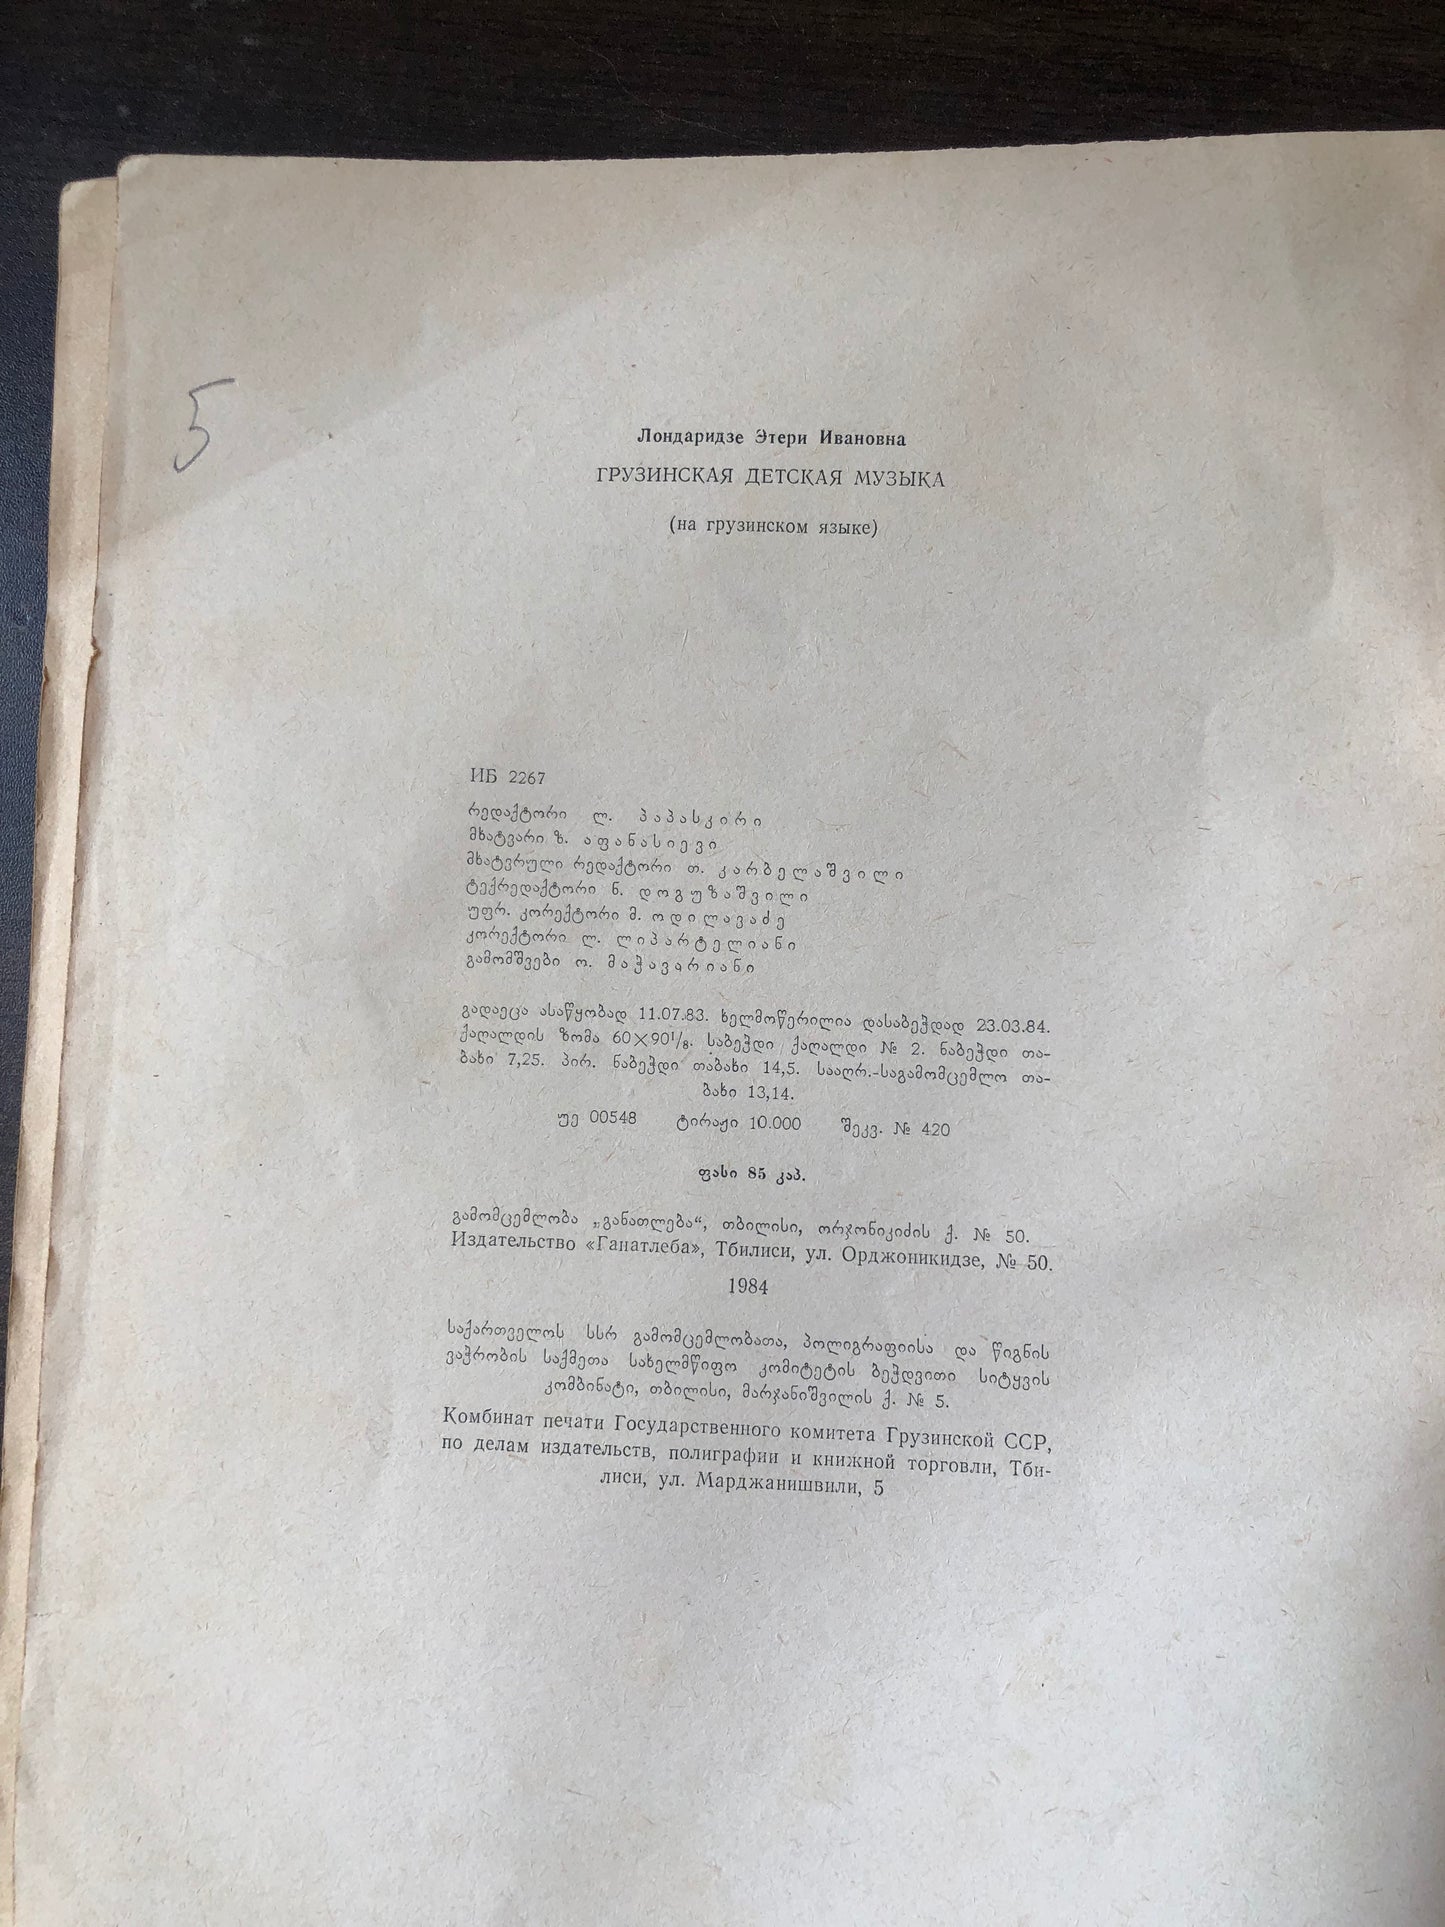 5
Лондаридзе Этери Ивановна
ГРУЗИНСКАЯ ДЕТСКАЯ МУЗЫКА
(на грузинском языке)
ИБ 2267
რედაქტორი ლ. პაპასკირი
მხატვარი ზ. აფანასიევი
მხატვრული რედაქტორი თ. კარბელაშვილი
ტექრედაქტორი ნ. დოგუზაშვილი
უფრ. კორექტორი მ. ოდილავაძე
კორექტორი ლ. ლიპარტელიანი
გამომშვები ო. მაჭავარიანი
გადაეცა ასაწყობად 11.07.83. ხელმოწერილია დასაბეჭდად 23.03.84.
ქაღალდის ზომა 60×90¹/₈. საბეჭდი ქაღალდი № 2. ნაბეჭდი თა-
ბახი 7,25. პირ. ნაბეჭდი თაბახი 14,5. სააღრ.-საგამომცემლო თა-
ბახი 13,14.
უე 00548 ტირაჟი 10.000 შეკვ. № 420
ფასი 85 კაპ.
გამომცემლობა „განათლება“, თბილისი, ორჯონიკიძის ქ. № 50.
Издательство «Ганатлеба», Тбилиси, ул. Орджоникидзе, № 50.
1984
საქართველოს სსრ გამომცემლობათა, პოლიგრაფიისა და წიგნის
ვაჭრობის საქმეთა სახელმწიფო კომიტეტის ბეჭდვითი სიტყვის
კომბინატი, თბილისი, მარჯანიშვილის ქ. № 5.
Комбинат печати Государственного комитета Грузинской ССР,
по делам издательств, полиграфии и книжной торговли, Тби-
лиси, ул. Марджанишвили, 5